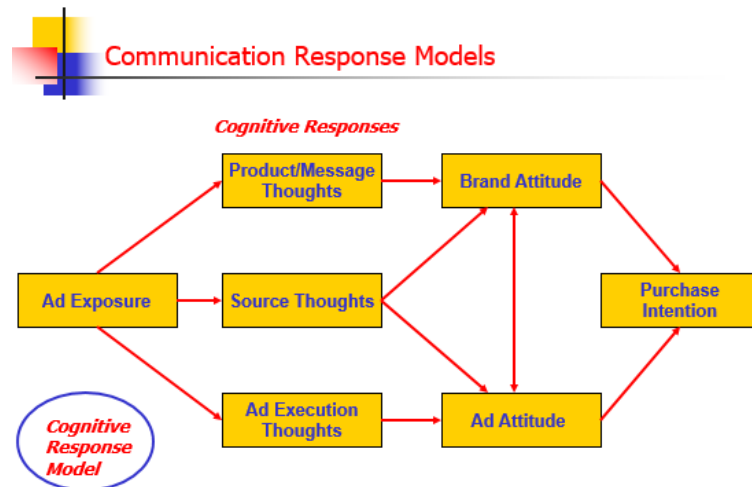 Communication Response Models
Cognitive Responses
Product/Message
Thoughts
Brand Attitude
Ad Exposure
Source Thoughts
Purchase
Intention
Ad Execution
Thoughts
Ad Attitude
Cognitive
Response
Model